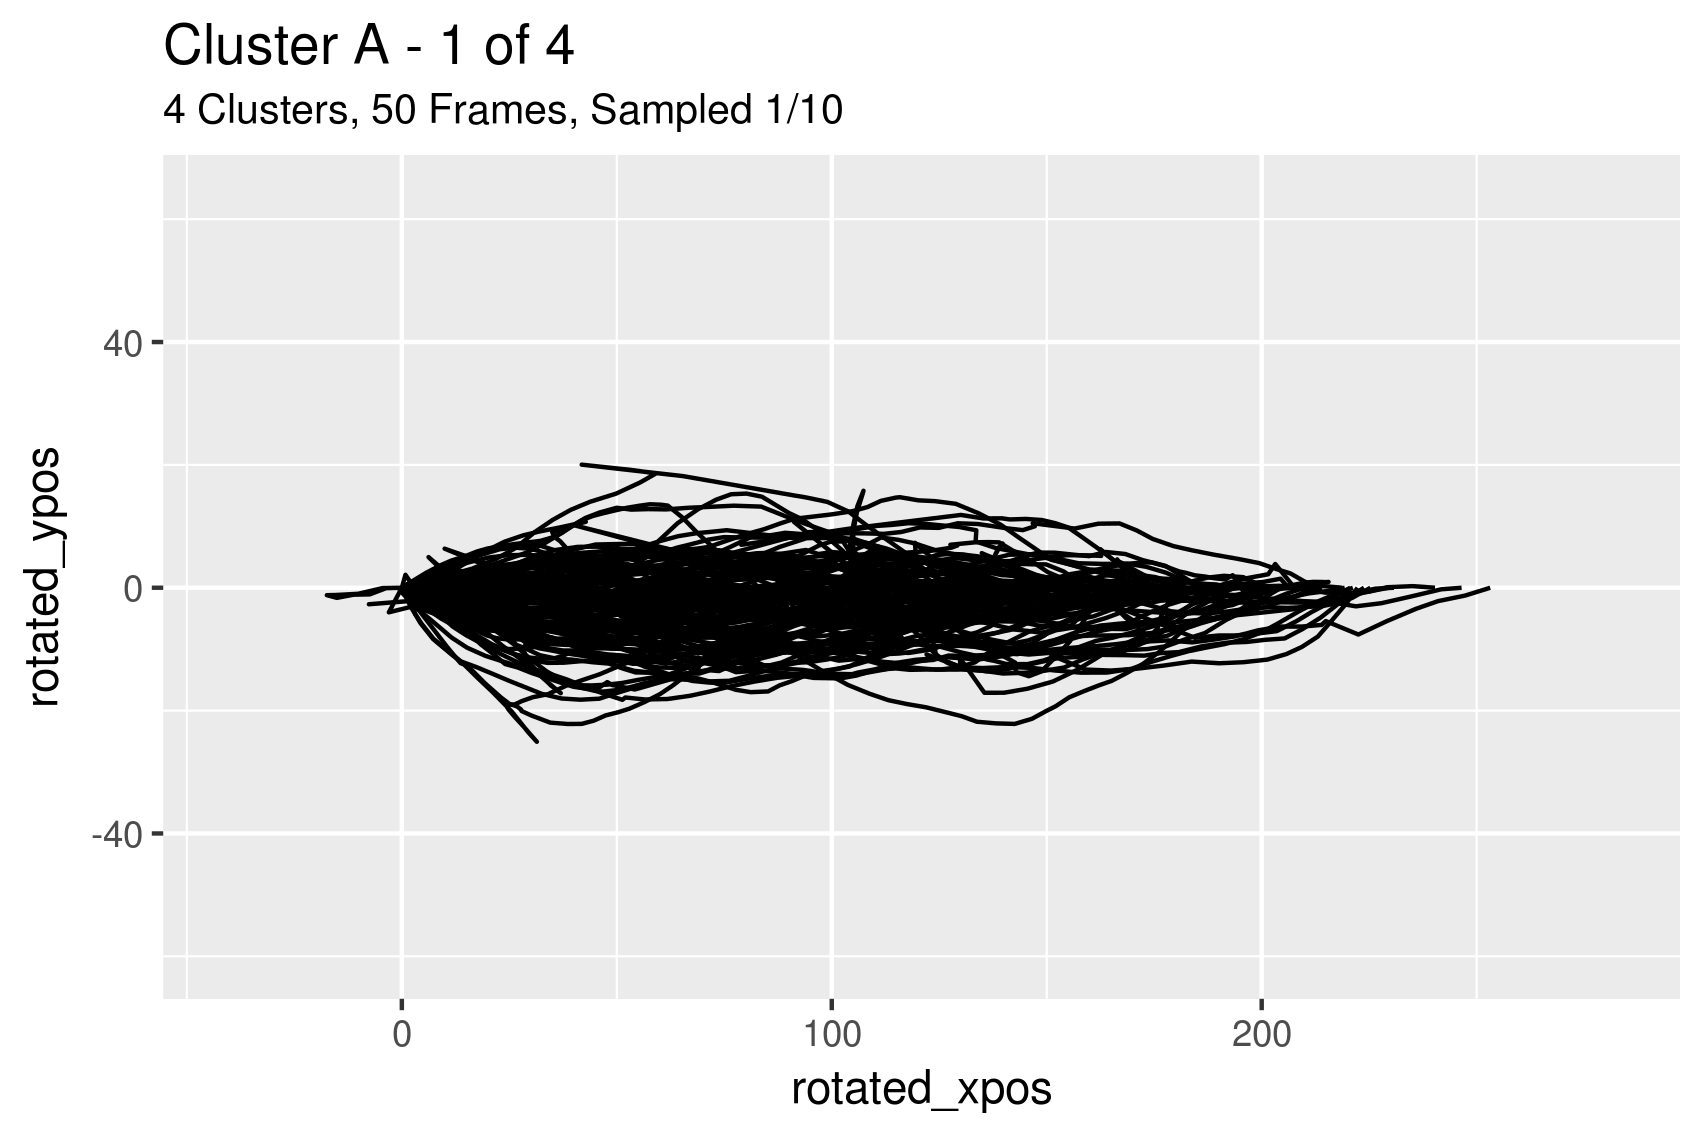 Cluster A - 1 of 4
4 Clusters, 50 Frames, Sampled 1/10
40
0
-40
rotated_ypos
0 100 200
rotated_xpos